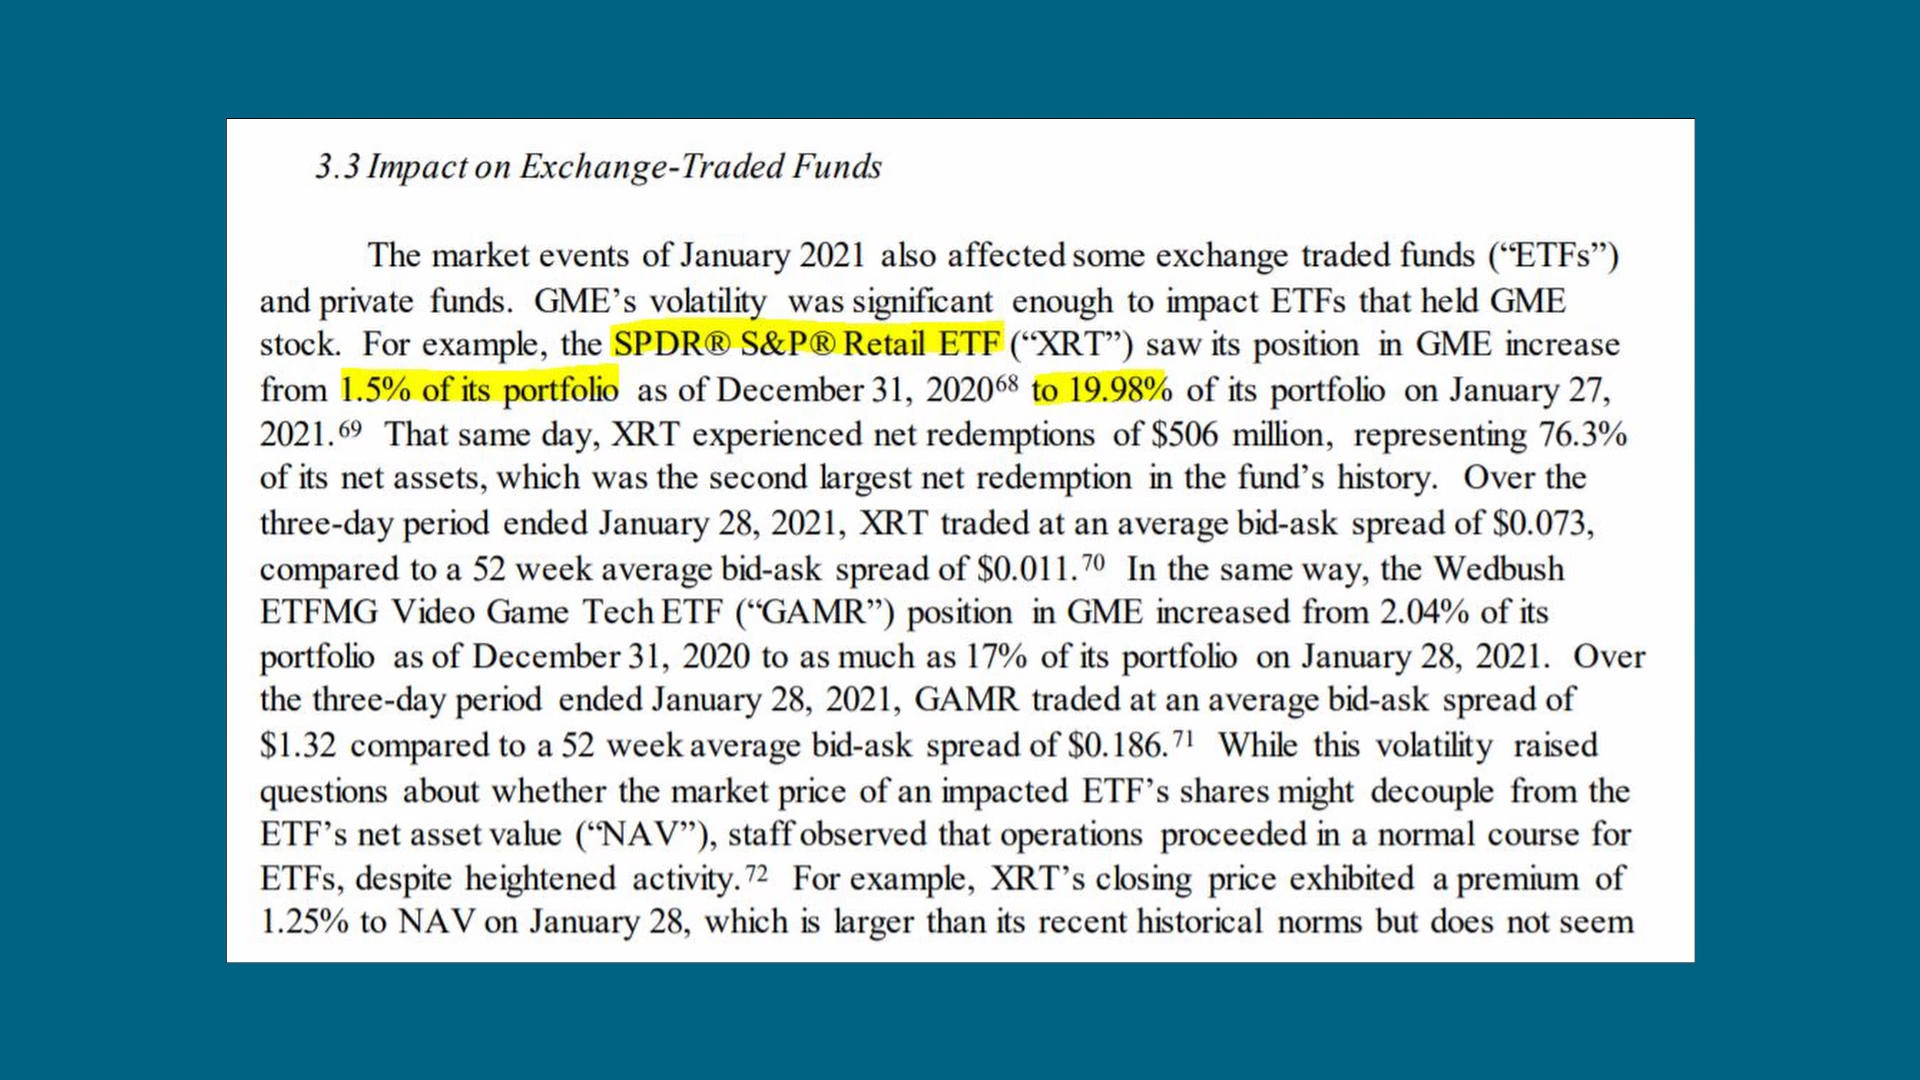 3.3 Impact on Exchange-Traded Funds
The market events of January 2021 also affected some exchange traded funds (“ETFs”)
and private funds. GME’s volatility was significant enough to impact ETFs that held GME
stock. For example, the SPDR® S&P® Retail ETF (“XRT”) saw its position in GME increase
from 1.5% of its portfolio as of December 31, 2020⁶⁸ to 19.98% of its portfolio on January 27,
2021.⁶⁹ That same day, XRT experienced net redemptions of $506 million, representing 76.3%
of its net assets, which was the second largest net redemption in the fund’s history. Over the
three-day period ended January 28, 2021, XRT traded at an average bid-ask spread of $0.073,
compared to a 52 week average bid-ask spread of $0.011.⁷⁰ In the same way, the Wedbush
ETFMG Video Game Tech ETF (“GAMR”) position in GME increased from 2.04% of its
portfolio as of December 31, 2020 to as much as 17% of its portfolio on January 28, 2021. Over
the three-day period ended January 28, 2021, GAMR traded at an average bid-ask spread of
$1.32 compared to a 52 week average bid-ask spread of $0.186.⁷¹ While this volatility raised
questions about whether the market price of an impacted ETF’s shares might decouple from the
ETF’s net asset value (“NAV”), staff observed that operations proceeded in a normal course for
ETFs, despite heightened activity.⁷² For example, XRT’s closing price exhibited a premium of
1.25% to NAV on January 28, which is larger than its recent historical norms but does not seem